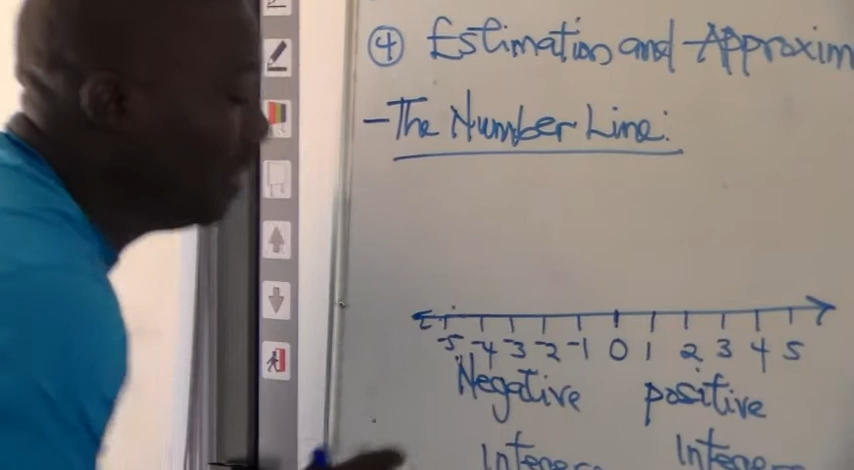 ④ Estimation and Approxim
- The Number Line:
-5 -4 -3 -2 -1 0 1 2 3 4 5
Negative positive